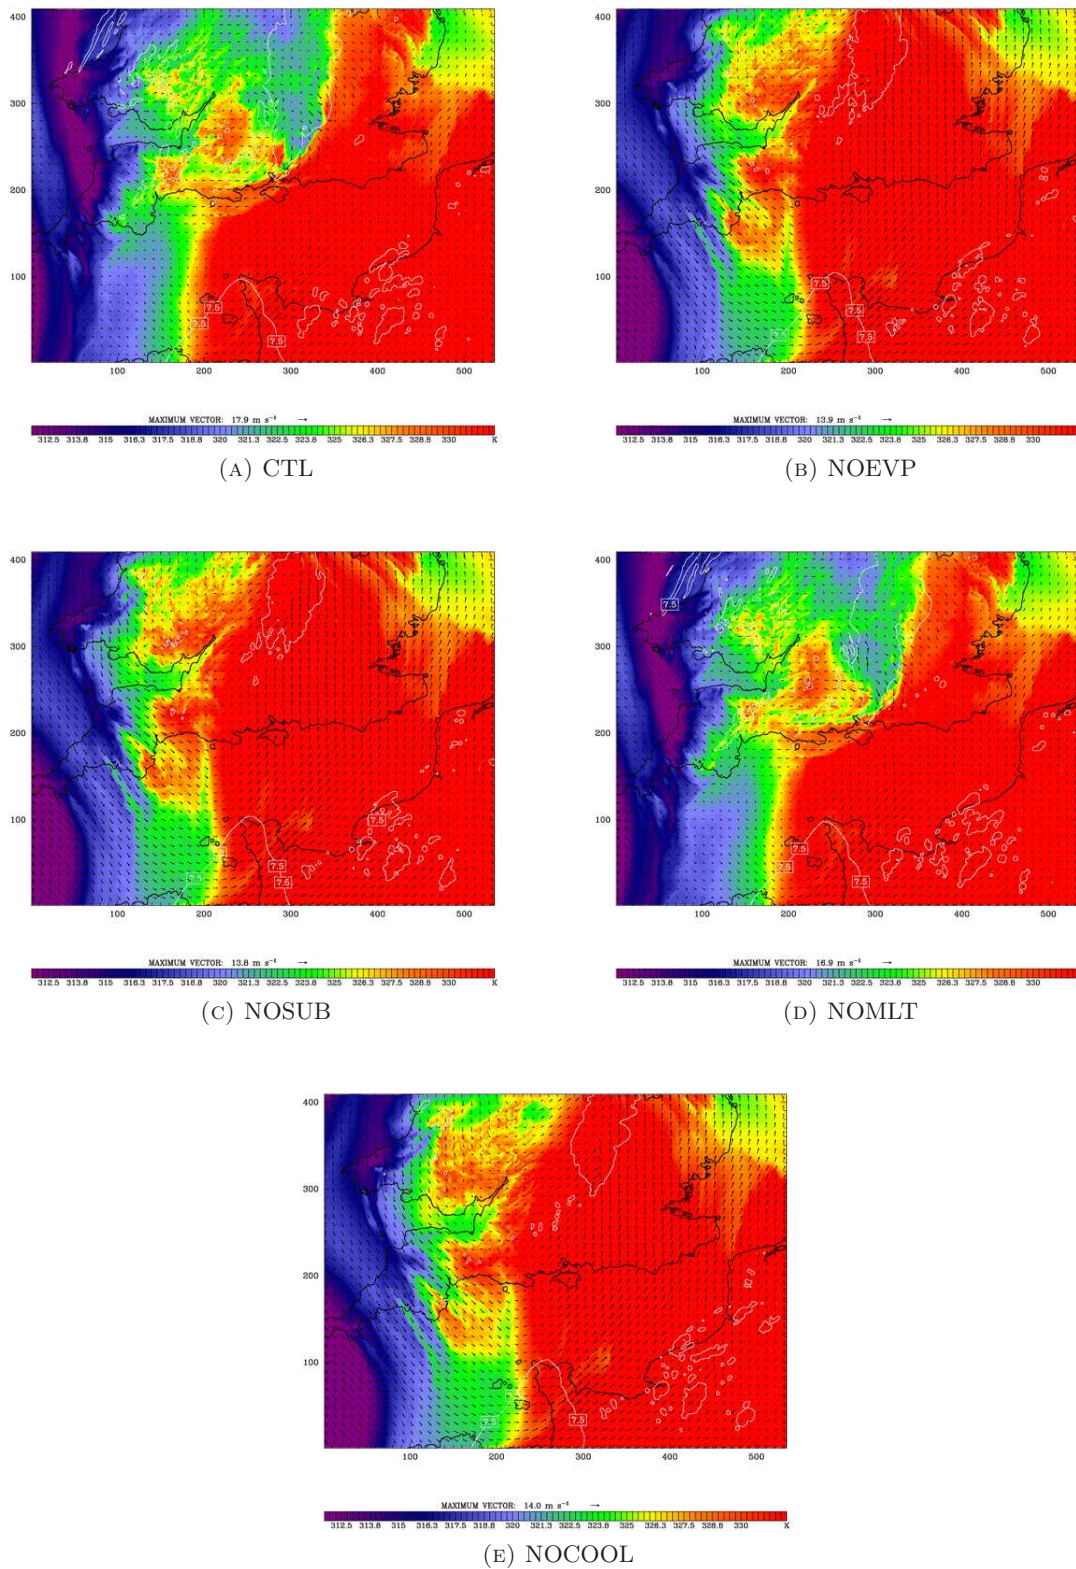 400
300
200
100
7.5
7.5
7.5
100 200 300 400 500
MAXIMUM VECTOR: 17.9 m s⁻¹ →
312.5 313.8 315 316.3 317.5 318.8 320 321.3 322.5 323.8 325 326.3 327.5 328.8 330 K
(A) CTL
400
300
200
100
7.5
7.5
7.5
7.5
100 200 300 400 500
MAXIMUM VECTOR: 13.9 m s⁻¹ →
312.5 313.8 315 316.3 317.5 318.8 320 321.3 322.5 323.8 325 326.3 327.5 328.8 330
(B) NOEVP
400
300
200
100
7.5
7.5
7.5
7.5
100 200 300 400 500
MAXIMUM VECTOR: 13.8 m s⁻¹ →
312.5 313.8 315 316.3 317.5 318.8 320 321.3 322.5 323.8 325 326.3 327.5 328.8 330 K
(C) NOSUB
400
7.5
300
200
100
7.5
7.5
100 200 300 400 500
MAXIMUM VECTOR: 16.9 m s⁻¹ →
312.5 313.8 315 316.3 317.5 318.8 320 321.3 322.5 323.8 325 326.3 327.5 328.8 330
(D) NOMLT
400
300
200
100
7.5
7.5
100 200 300 400 500
MAXIMUM VECTOR: 14.0 m s⁻¹ →
312.5 313.8 315 316.3 317.5 318.8 320 321.3 322.5 323.8 325 326.3 327.5 328.8 330 K
(E) NOCOOL